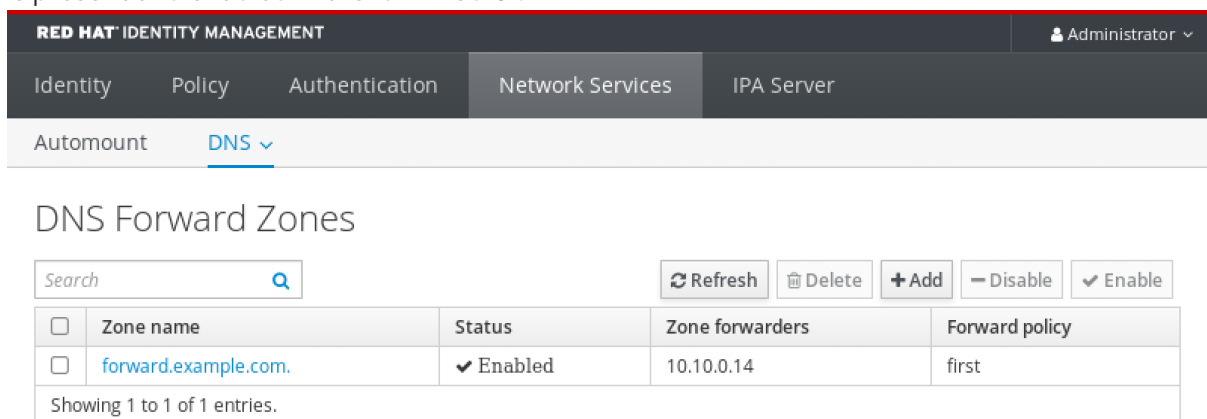 RED HAT® IDENTITY MANAGEMENT Administrator
Identity Policy Authentication Network Services IPA Server
Automount DNS
DNS Forward Zones
Search Refresh Delete Add Disable Enable
Zone name Status Zone forwarders Forward policy
forward.example.com. Enabled 10.10.0.14 first
Showing 1 to 1 of 1 entries.